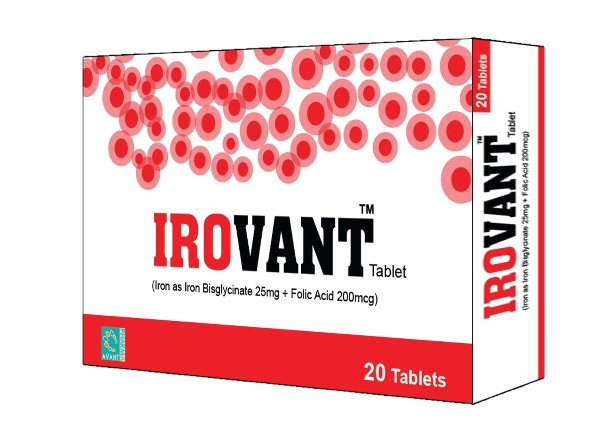 IROVANT™
Tablet
(Iron as Iron Bisglycinate 25mg + Folic Acid 200mcg)
AVANT
20 Tablets
20 Tablets
IROVANT™
Tablet
(Iron as Iron Bisglycinate 25mg + Folic Acid 200mcg)